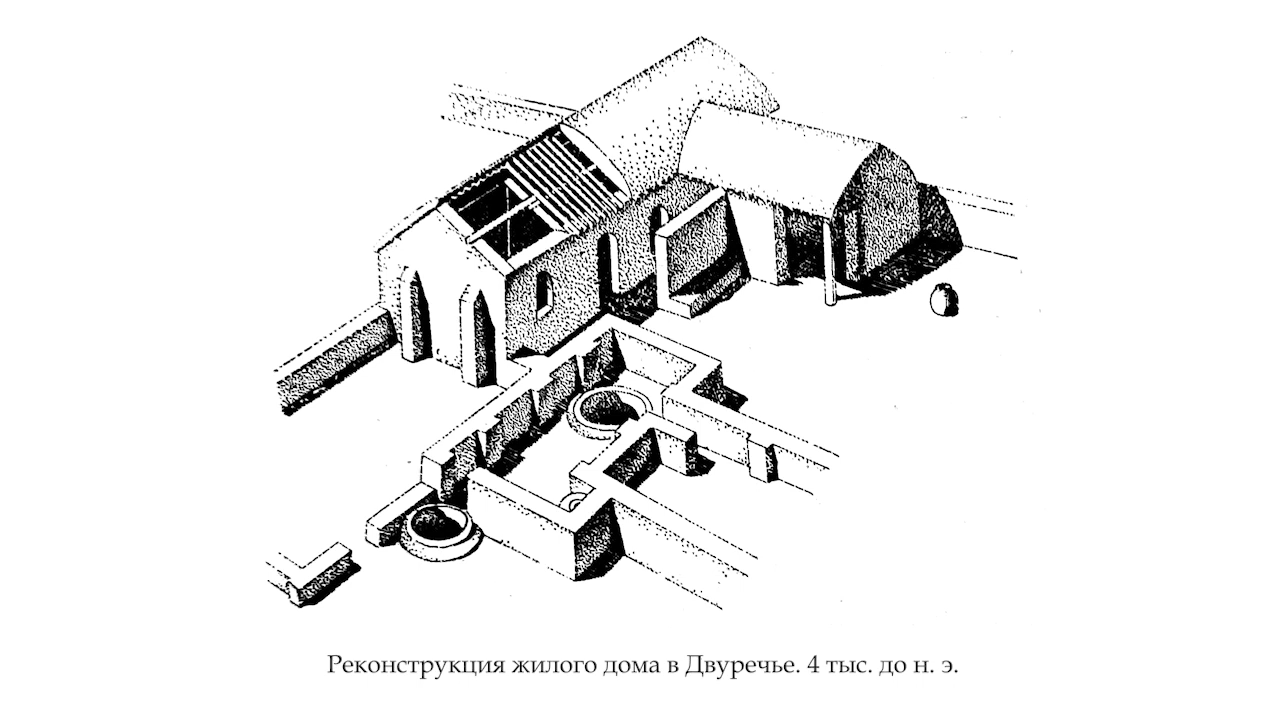 Реконструкция жилого дома в Двуречье. 4 тыс. до н. э.